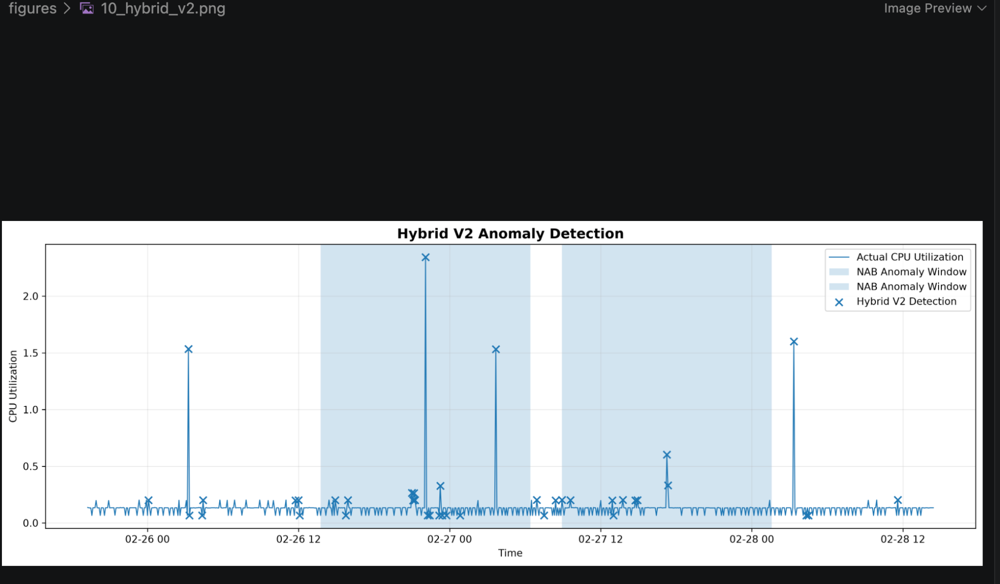 figures > 10_hybrid_v2.png
Image Preview
Hybrid V2 Anomaly Detection
Actual CPU Utilization
NAB Anomaly Window
NAB Anomaly Window
Hybrid V2 Detection
CPU Utilization
2.0
1.5
1.0
0.5
0.0
02-26 00
02-26 12
02-27 00
02-27 12
02-28 00
02-28 12
Time